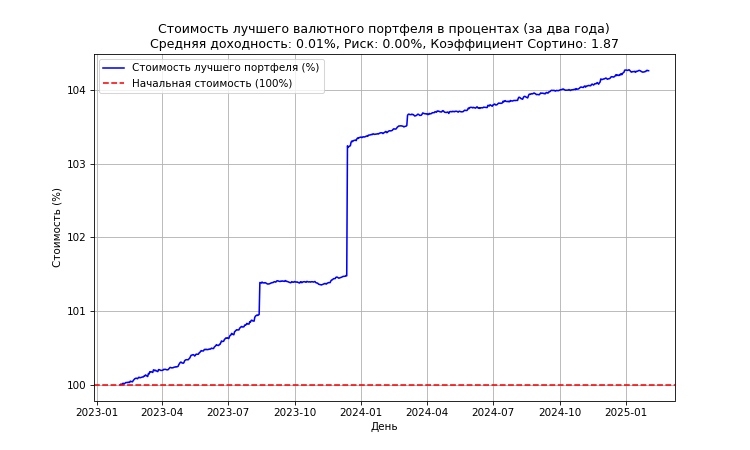 Стоимость лучшего валютного портфеля в процентах (за два года)
Средняя доходность: 0.01%, Риск: 0.00%, Коэффициент Сортино: 1.87
Стоимость лучшего портфеля (%)
Начальная стоимость (100%)
Стоимость (%)
104
103
102
101
100
2023-01 2023-04 2023-07 2023-10 2024-01 2024-04 2024-07 2024-10 2025-01
День